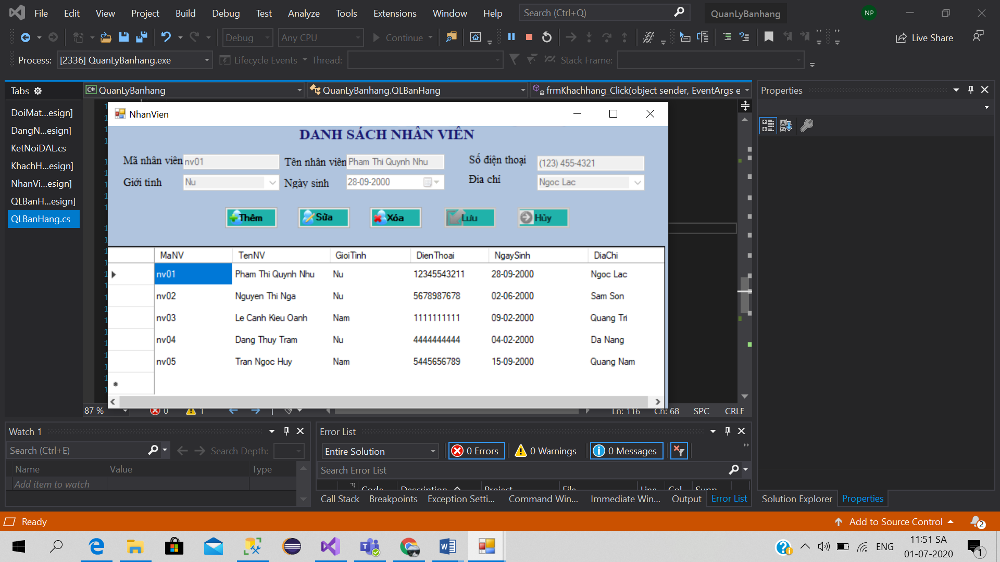 File Edit View Project Build Debug Test Analyze Tools Extensions Window Help Search (Ctrl+Q) QuanLyBanhang NP
Debug Any CPU Continue Live Share
Process: [2336] QuanLyBanhang.exe Lifecycle Events Thread: Stack Frame:
Tabs
DoiMat...esign]
DangN...esign]
KetNoiDAL.cs
KhachH...esign]
NhanVi...esign]
QLBanH...esign]
QLBanHang.cs
C# QuanLyBanhang QuanLyBanhang.QLBanHang frmKhachhang_Click(object sender, EventArgs e
NhanVien
DANH SÁCH NHÂN VIÊN
Mã nhân viên nv01 Tên nhân viên Pham Thi Quynh Nhu Số điện thoại (123) 455-4321
Giới tinh Nu Ngày sinh 28-09-2000 Đia chỉ Ngoc Lac
Thêm Sửa Xóa Lưu Hủy
MaNV TenNV GioiTinh DienThoai NgaySinh DiaChi
nv01 Pham Thi Quynh Nhu Nu 12345543211 28-09-2000 Ngoc Lac
nv02 Nguyen Thi Nga Nu 5678987678 02-06-2000 Sam Son
nv03 Le Canh Kieu Oanh Nam 1111111111 09-02-2000 Quang Tri
nv04 Dang Thuy Tram Nu 4444444444 04-02-2000 Da Nang
nv05 Tran Ngoc Huy Nam 5445656789 15-09-2000 Quang Nam
87 % 0 1 Ln: 116 Ch: 68 SPC CRLF
Properties
Watch 1
Search (Ctrl+E) Search Depth:
Name Value Type
Add item to watch
Error List
Entire Solution 0 Errors 0 Warnings 0 Messages
Search Error List
Code Description Project File Line Col Supp
Call Stack Breakpoints Exception Setti... Command Win... Immediate Win... Output Error List
Solution Explorer Properties
Ready Add to Source Control 2
ENG 11:51 SA
01-07-2020 1